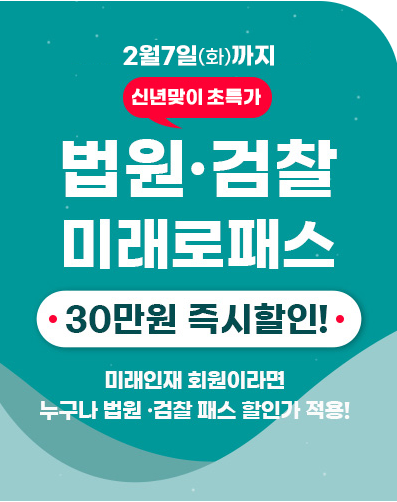 2월7일(화)까지
신년맞이 초특가
법원·검찰
미래로패스
•30만원 즉시할인!•
미래인재 회원이라면
누구나 법원 ·검찰 패스 할인가 적용!